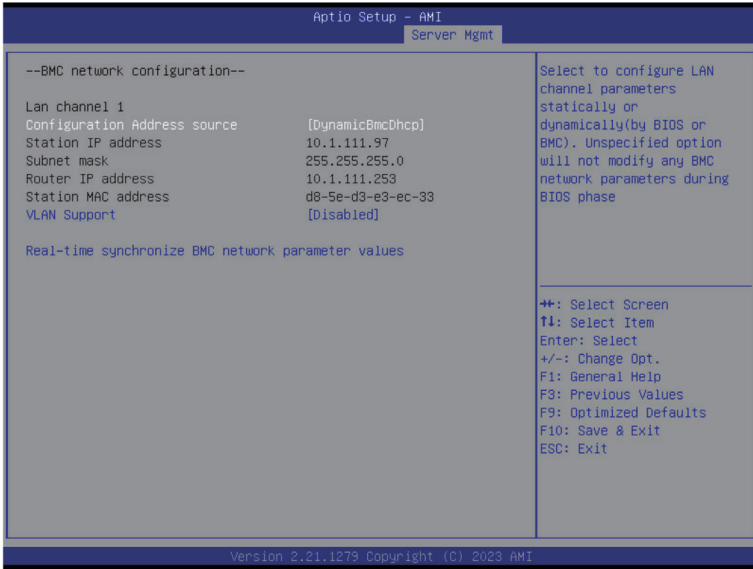 Aptio Setup – AMI
Server Mgmt
--BMC network configuration--
Lan channel 1
Configuration Address source [DynamicBmcDhcp]
Station IP address 10.1.111.97
Subnet mask 255.255.255.0
Router IP address 10.1.111.253
Station MAC address d8-5e-d3-e3-ec-33
VLAN Support [Disabled]
Real-time synchronize BMC network parameter values
Select to configure LAN
channel parameters
statically or
dynamically(by BIOS or
BMC). Unspecified option
will not modify any BMC
network parameters during
BIOS phase
→←: Select Screen
↑↓: Select Item
Enter: Select
+/-: Change Opt.
F1: General Help
F3: Previous Values
F9: Optimized Defaults
F10: Save & Exit
ESC: Exit
Version 2.21.1279 Copyright (C) 2023 AMI